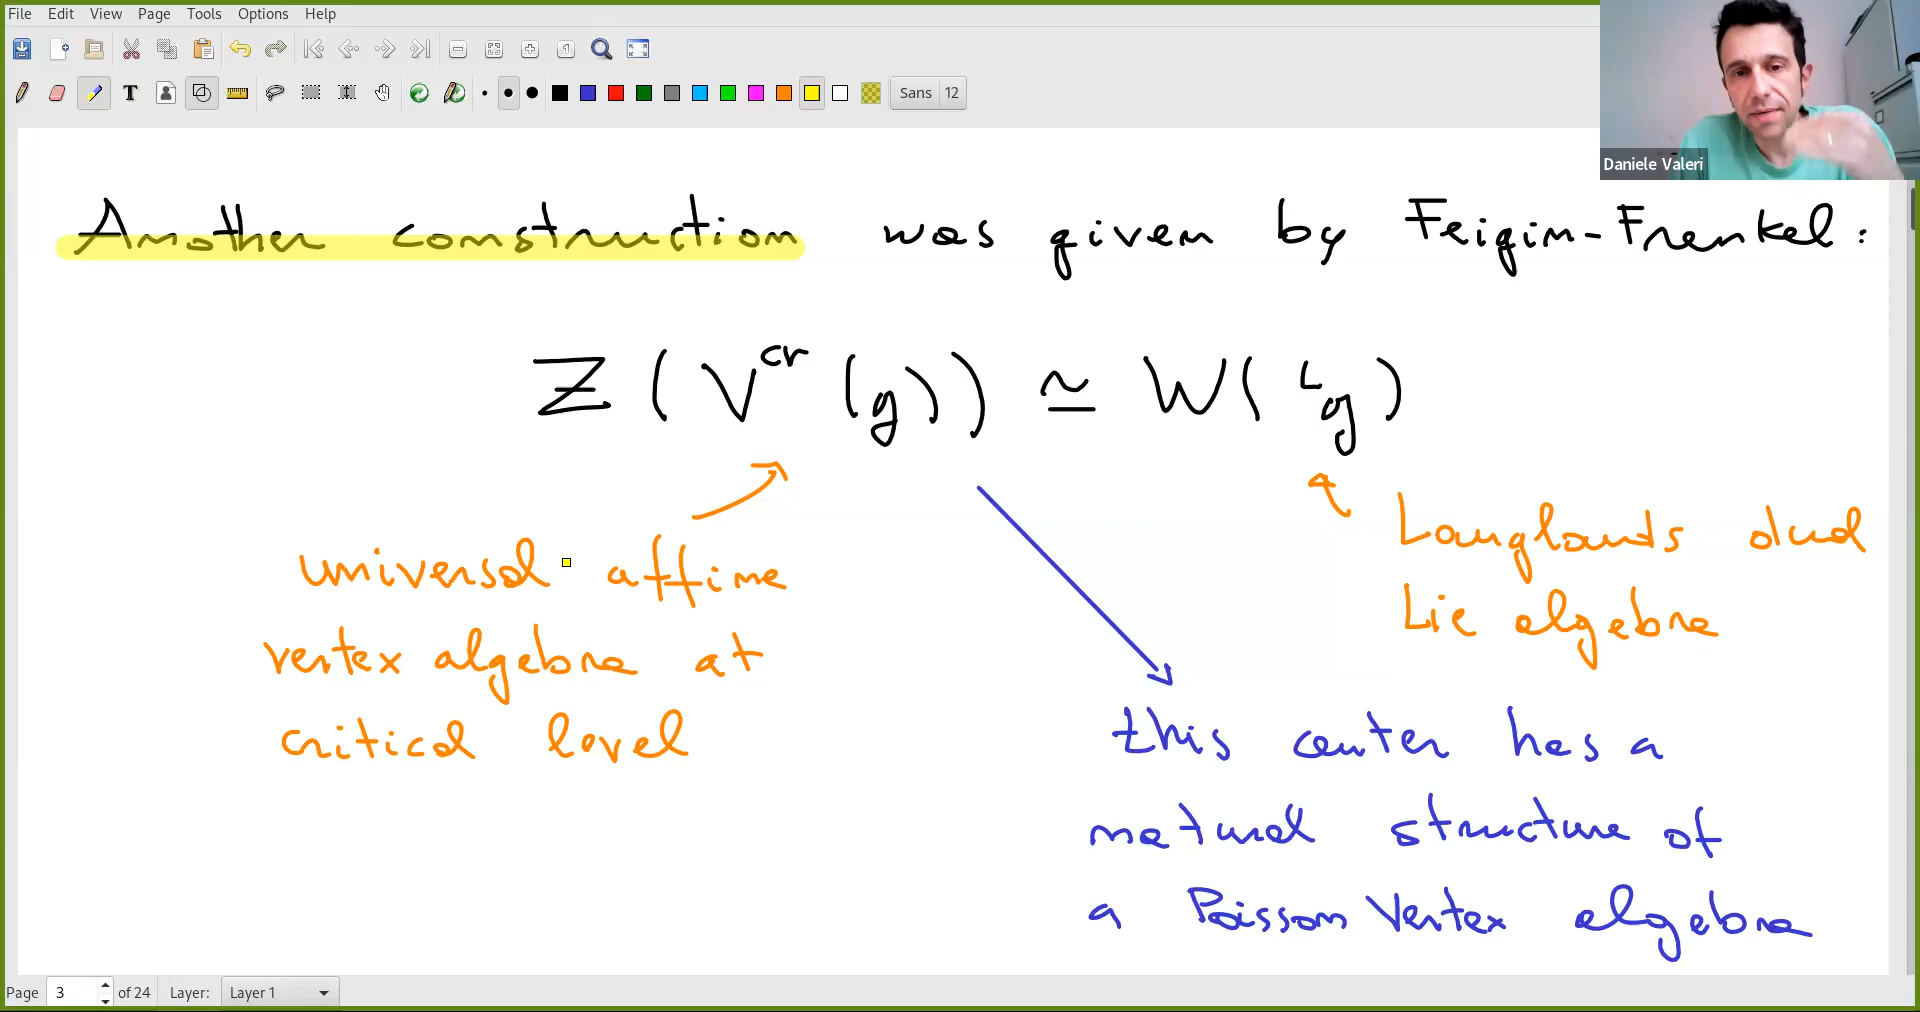 File Edit View Page Tools Options Help
Sans 12
Daniele Valeri
Another construction was given by Feigin-Frenkel:
Z(V^cr(g)) ≃ W(^Lg)
universal affine
vertex algebra at
critical level
Langlands dual
Lie algebra
this center has a
natural structure of
a Poisson Vertex algebra
Page 3 of 24 Layer: Layer 1